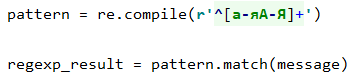 pattern = re.compile(r'^[а-яА-Я]+')
regexp_result = pattern.match(message)